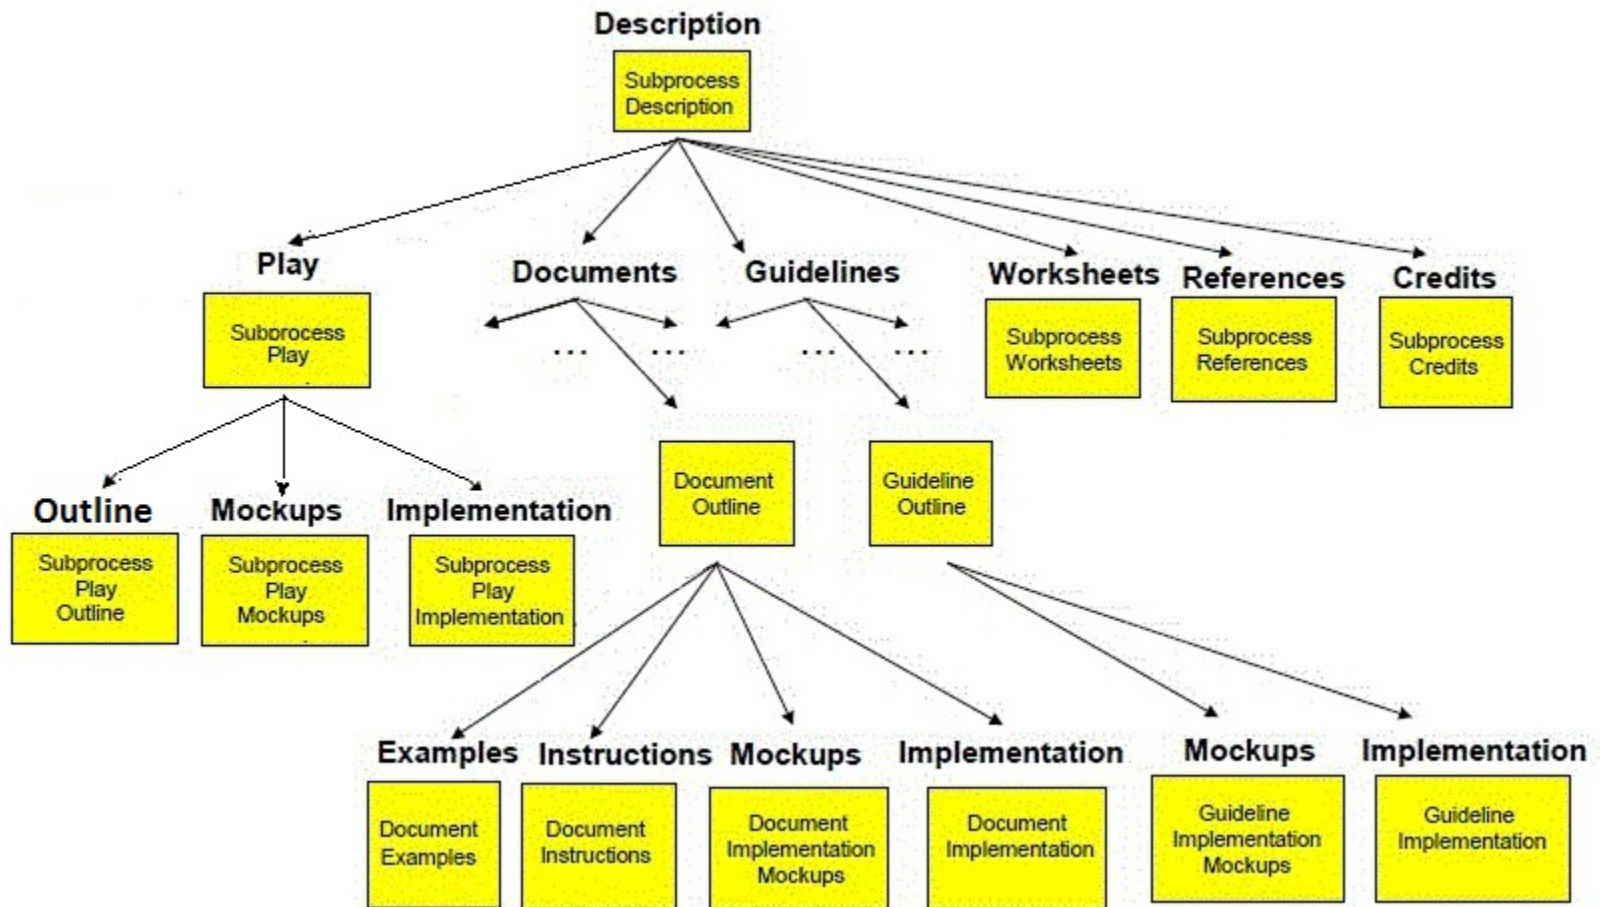 Description
Subprocess
Description
Play
Documents
Guidelines
Worksheets
References
Credits
Subprocess
Play
...
...
...
...
Subprocess
Worksheets
Subprocess
References
Subprocess
Credits
Outline
Mockups
Implementation
Document
Outline
Guideline
Outline
Subprocess
Play
Outline
Subprocess
Play
Mockups
Subprocess
Play
Implementation
Examples
Instructions
Mockups
Implementation
Mockups
Implementation
Document
Examples
Document
Instructions
Document
Implementation
Mockups
Document
Implementation
Guideline
Implementation
Mockups
Guideline
Implementation